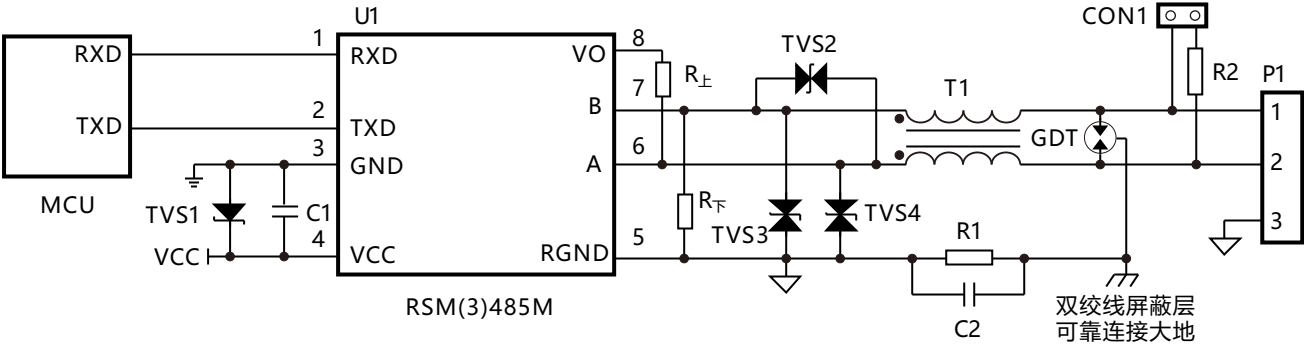 U1
CON1
RXD
1
RXD
VO
8
R上
TVS2
R2
P1
7
B
T1
1
TXD
2
TXD
3
GND
A
6
GDT
2
MCU
TVS1
C1
R下
TVS3
TVS4
3
VCC
4
VCC
RGND
5
R1
RSM(3)485M
C2
双绞线屏蔽层
可靠连接大地